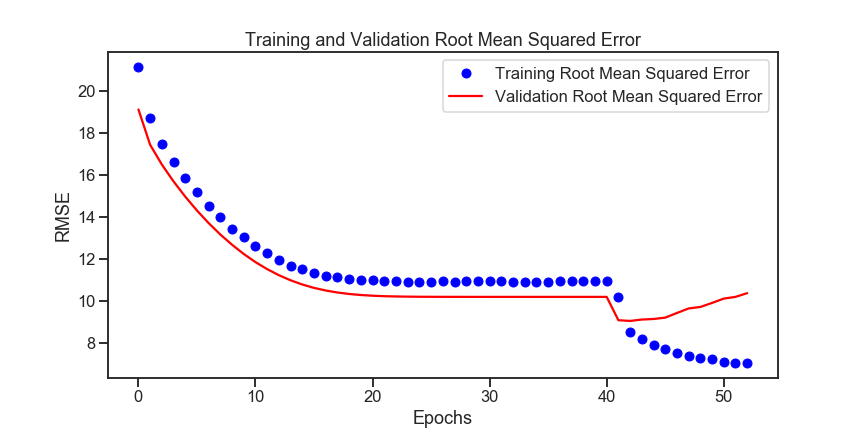 Training and Validation Root Mean Squared Error
Training Root Mean Squared Error
Validation Root Mean Squared Error
RMSE
20
18
16
14
12
10
8
0 10 20 30 40 50
Epochs